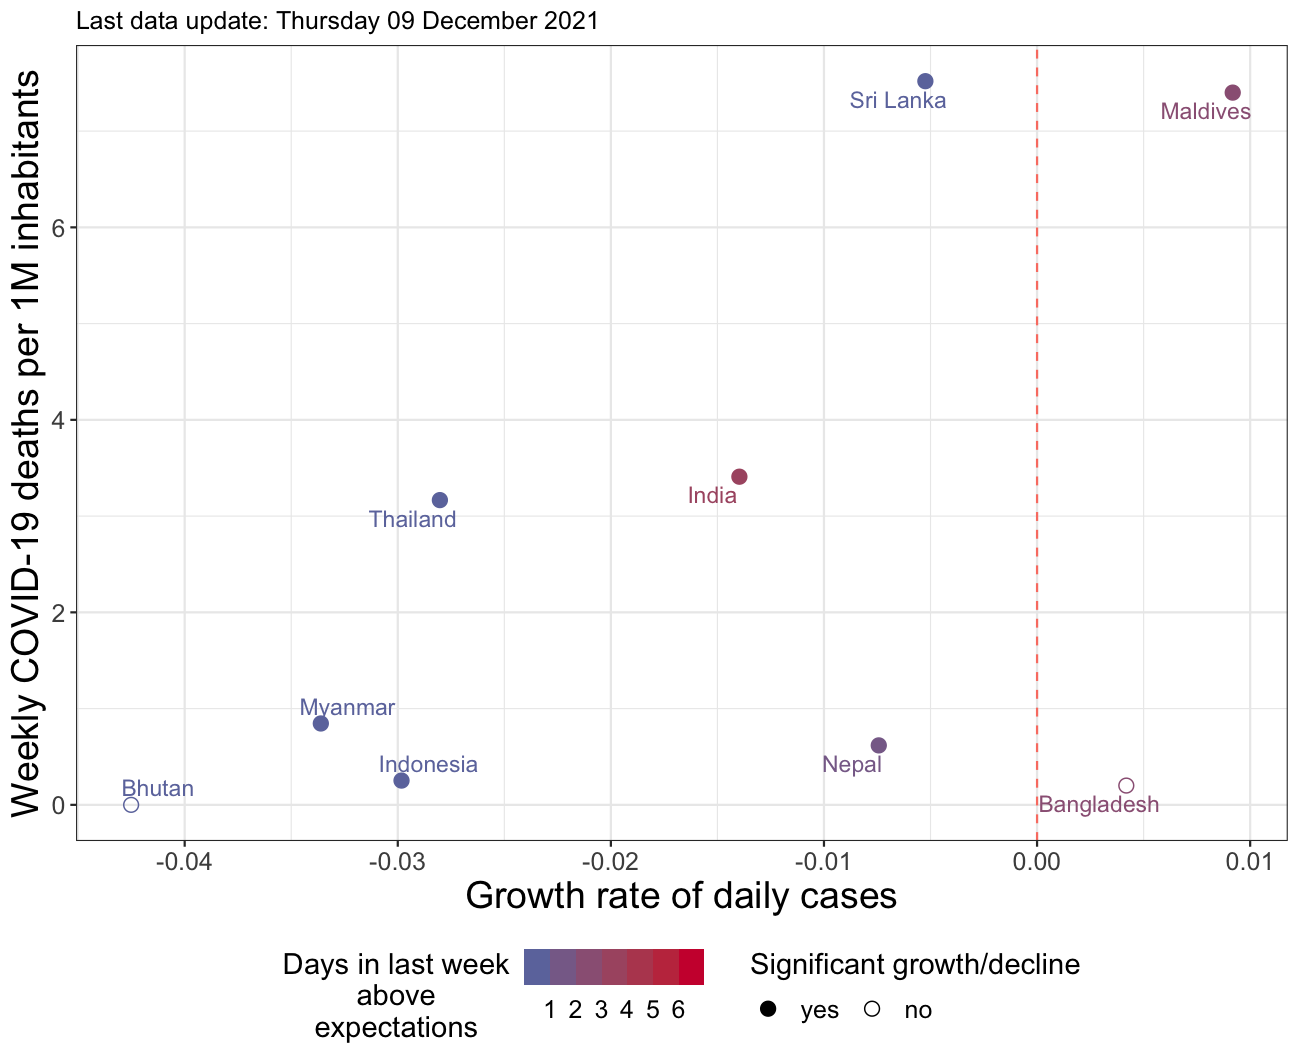 Last data update: Thursday 09 December 2021
Weekly COVID-19 deaths per 1M inhabitants
Sri Lanka
Maldives
6
4
India
Thailand
2
Myanmar
Indonesia
Nepal
Bhutan
0
Bangladesh
-0.04 -0.03 -0.02 -0.01 0.00 0.01
Growth rate of daily cases
Days in last week
above
expectations
1 2 3 4 5 6
Significant growth/decline
yes no